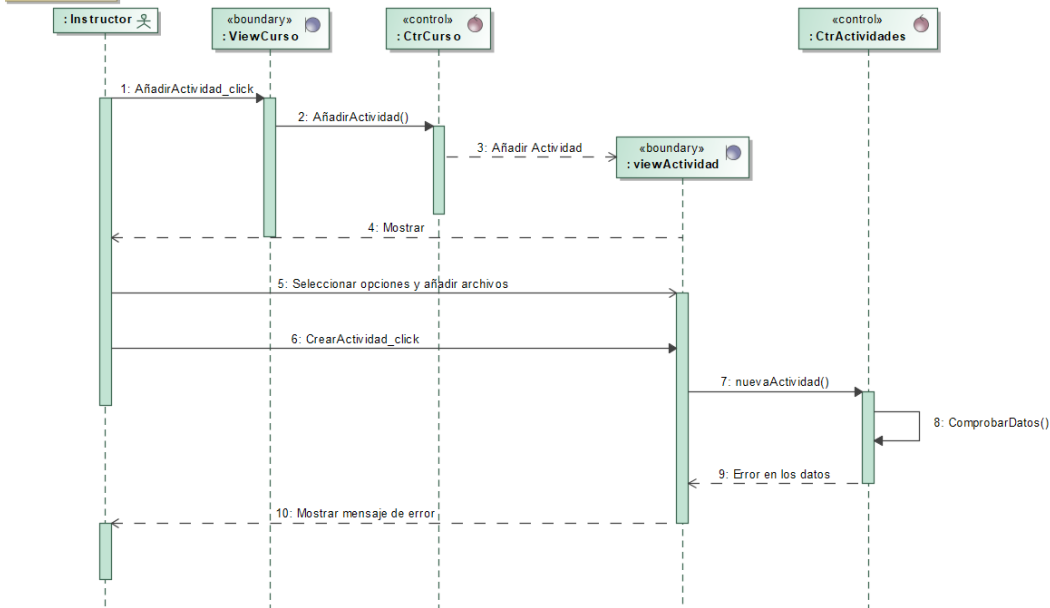 : Instructor
«boundary»
: ViewCurso
«control»
: CtrCurso
«control»
: CtrActividades
1: AñadirActividad_click
2: AñadirActividad()
3: Añadir Actividad
«boundary»
: viewActividad
4: Mostrar
5: Seleccionar opciones y añadir archivos
6: CrearActividad_click
7: nuevaActividad()
8: ComprobarDatos()
9: Error en los datos
10: Mostrar mensaje de error